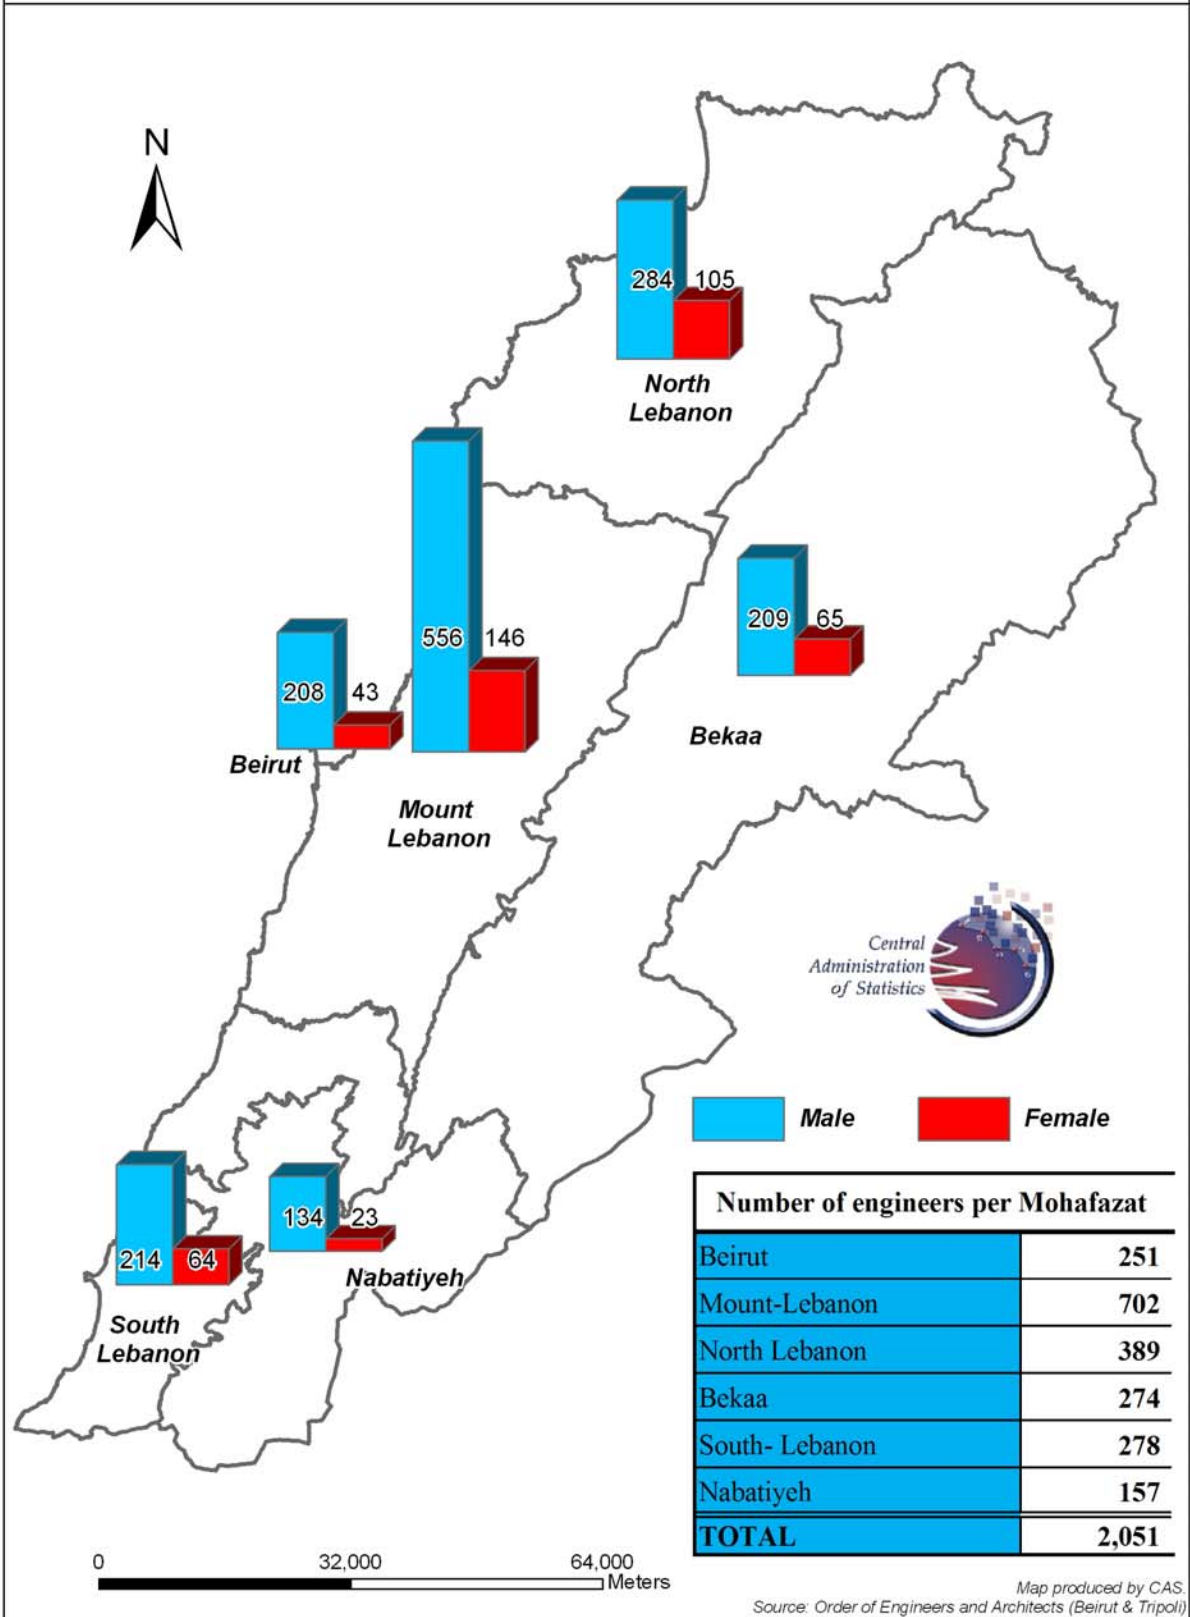 N
284 105
North
Lebanon
556 146
209 65
208 43
Bekaa
Beirut
Mount
Lebanon
Central
Administration
of Statistics
Male Female
214 64
134 23
Nabatiyeh
South
Lebanon
Number of engineers per Mohafazat
Beirut 251
Mount-Lebanon 702
North Lebanon 389
Bekaa 274
South- Lebanon 278
Nabatiyeh 157
TOTAL 2,051
0 32,000 64,000
Meters
Map produced by CAS.
Source: Order of Engineers and Architects (Beirut & Tripoli)